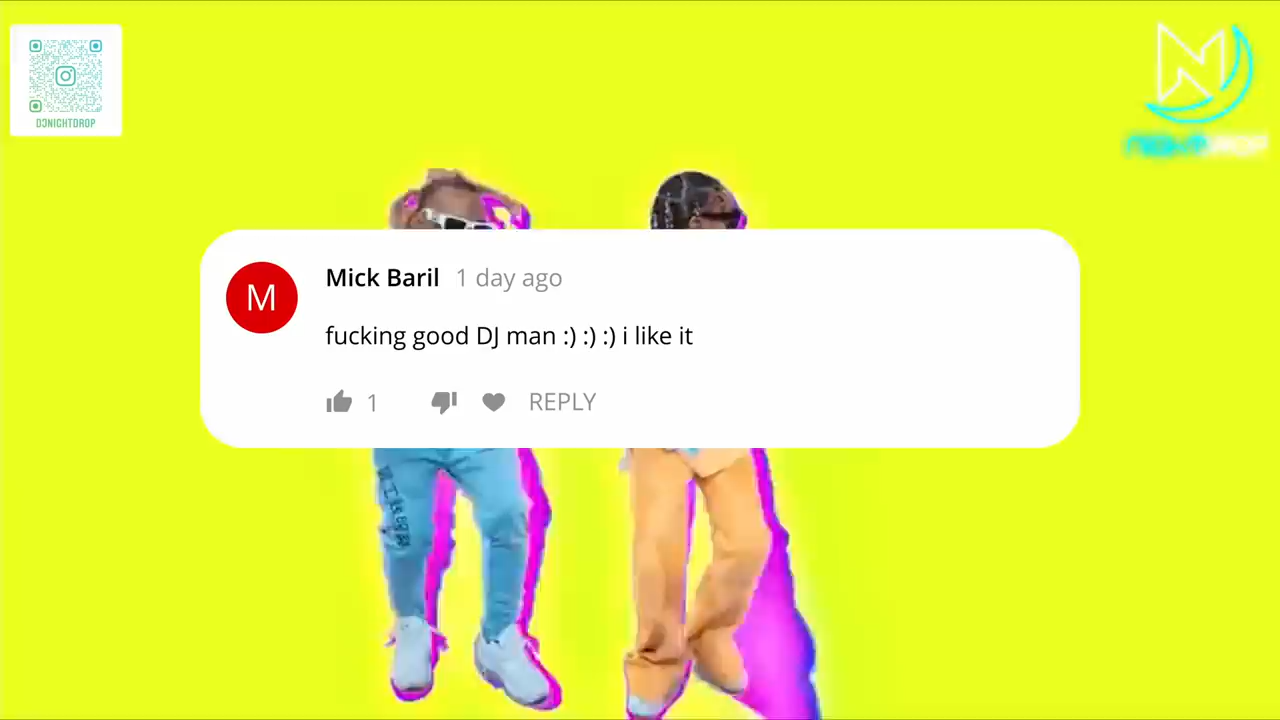 DJNIGHTDROP
Mick Baril 1 day ago
M
fucking good DJ man :) :) :) i like it
1
REPLY